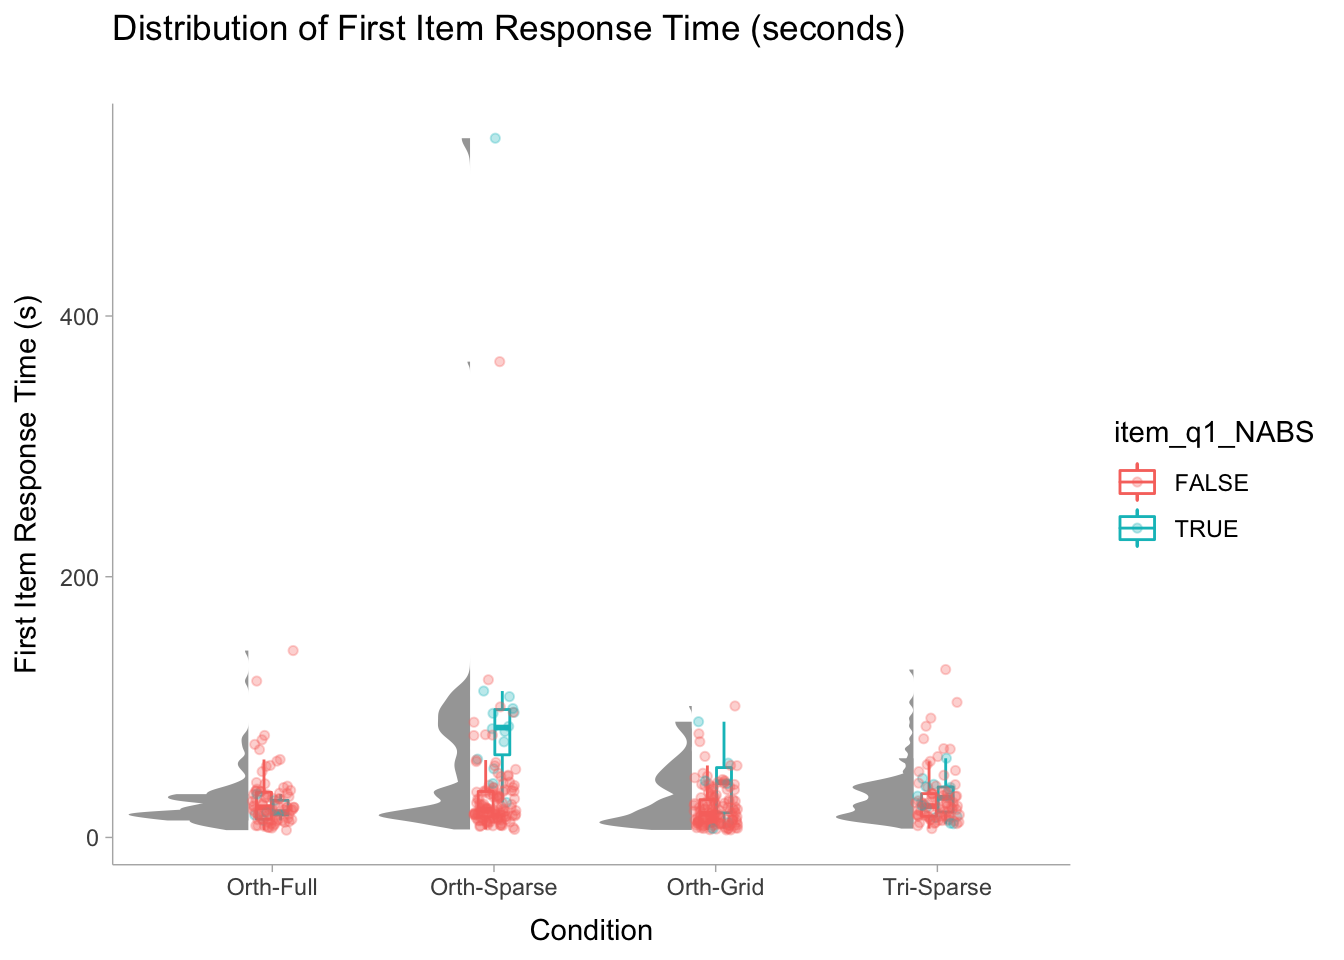 Distribution of First Item Response Time (seconds)
First Item Response Time (s)
400
200
0
Orth-Full
Orth-Sparse
Orth-Grid
Tri-Sparse
Condition
item_q1_NABS
FALSE
TRUE